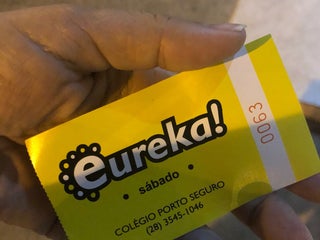 eureka!
• sábado •
COLÉGIO PORTO SEGURO
(28) 3545-1046
0063